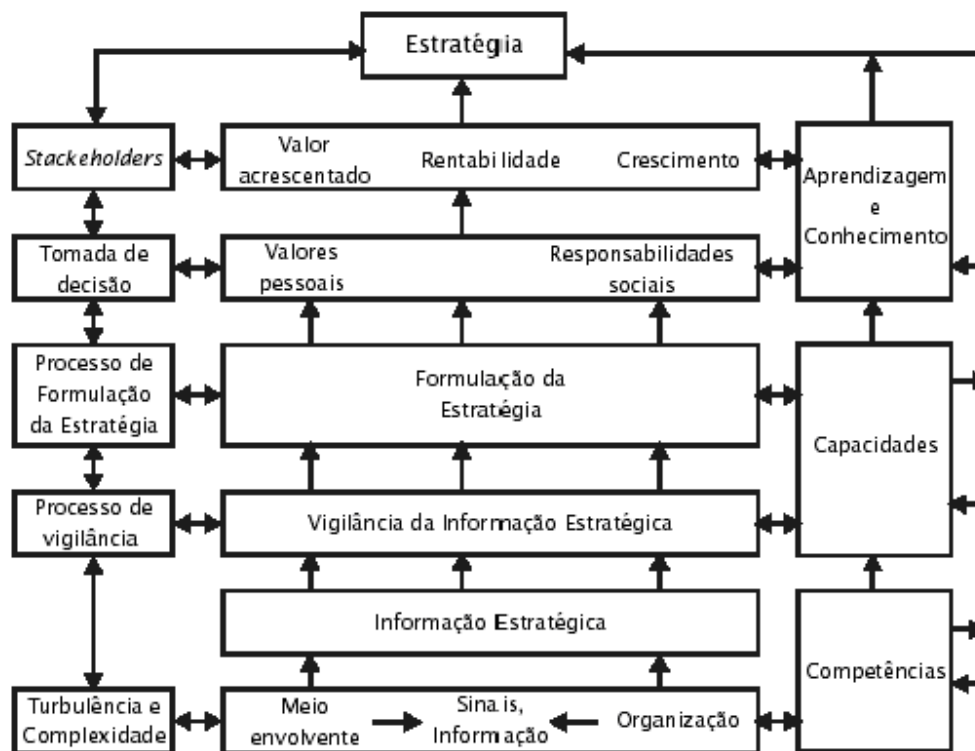 Estratégia
Stackeholders
Valor
acrescentado
Rentabilidade
Crescimento
Aprendizagem
e
Conhecimento
Tomada de
decisão
Valores
pessoais
Responsabilidades
sociais
Processo de
Formulação
da Estratégia
Formulação da
Estratégia
Capacidades
Processo de
vigilância
Vigilância da Informação Estratégica
Informação Estratégica
Competências
Turbulência e
Complexidade
Meio
envolvente
Sinais,
Informação
Organização